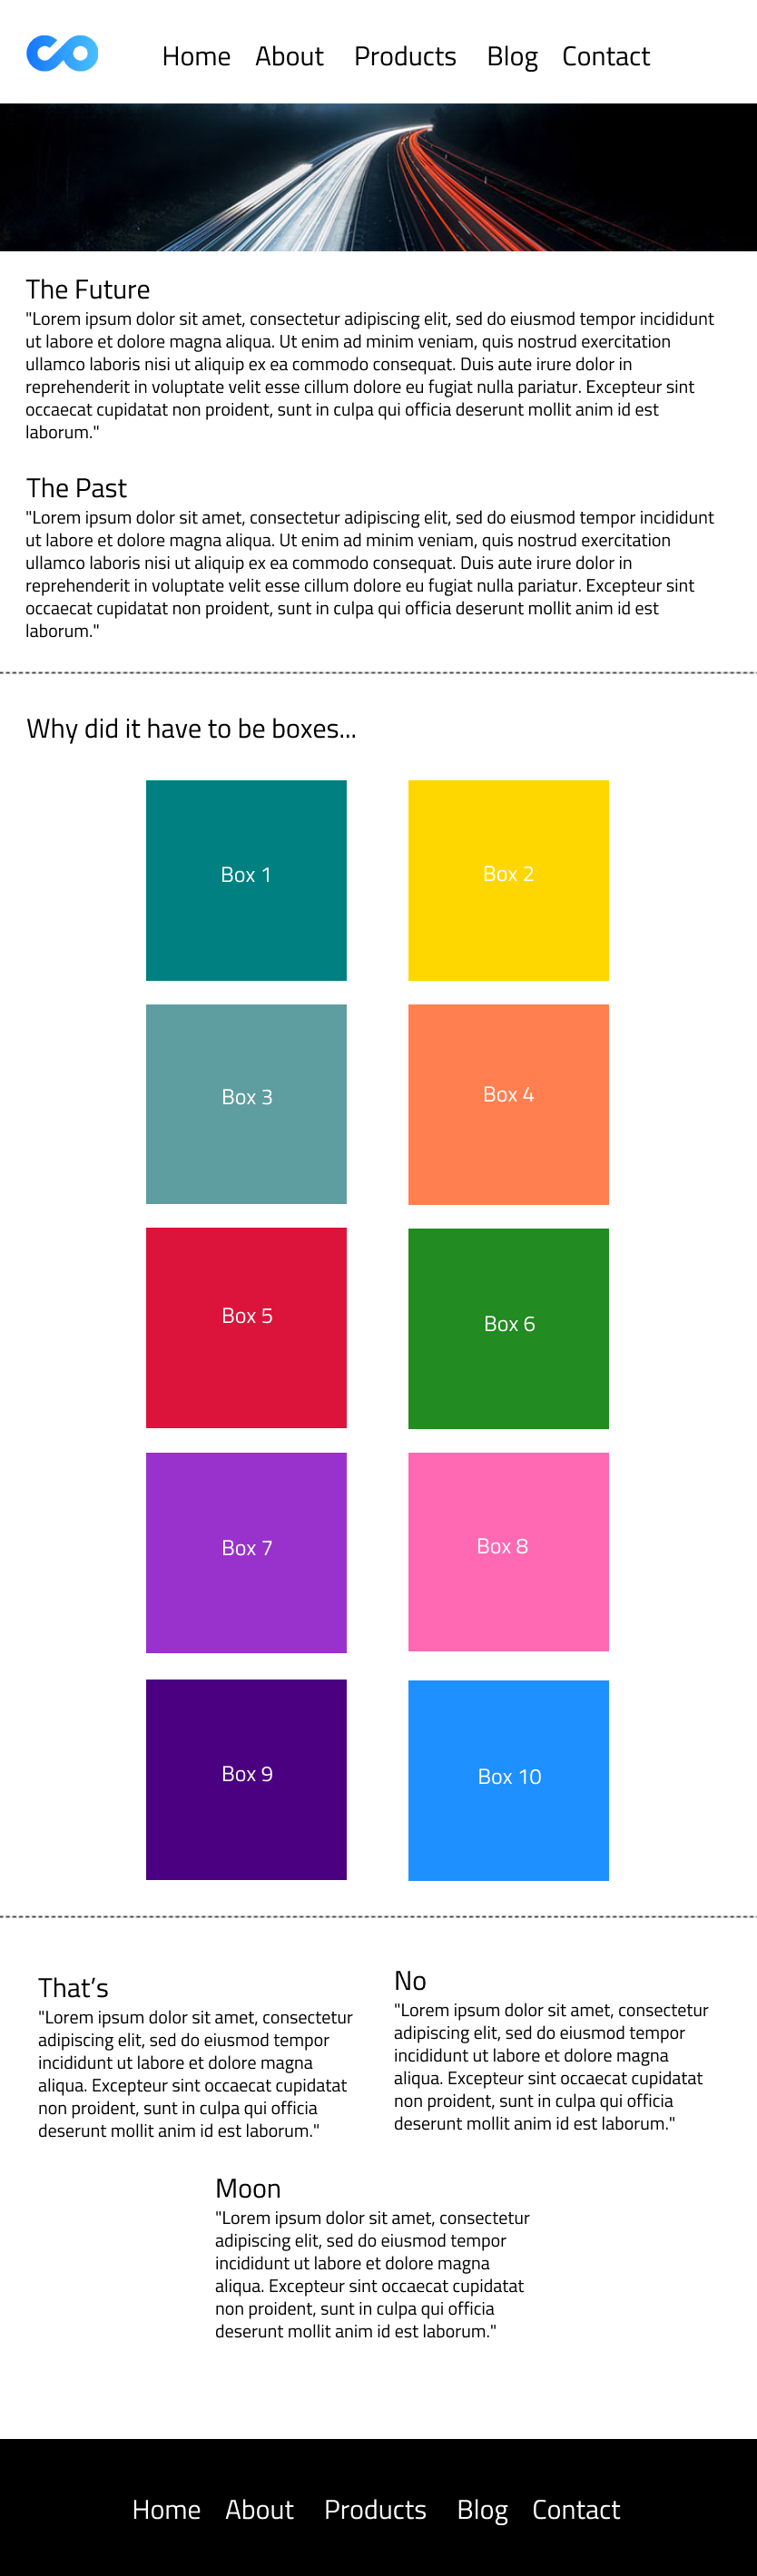 Home About Products Blog Contact
The Future
"Lorem ipsum dolor sit amet, consectetur adipiscing elit, sed do eiusmod tempor incididunt
ut labore et dolore magna aliqua. Ut enim ad minim veniam, quis nostrud exercitation
ullamco laboris nisi ut aliquip ex ea commodo consequat. Duis aute irure dolor in
reprehenderit in voluptate velit esse cillum dolore eu fugiat nulla pariatur. Excepteur sint
occaecat cupidatat non proident, sunt in culpa qui officia deserunt mollit anim id est
laborum."
The Past
"Lorem ipsum dolor sit amet, consectetur adipiscing elit, sed do eiusmod tempor incididunt
ut labore et dolore magna aliqua. Ut enim ad minim veniam, quis nostrud exercitation
ullamco laboris nisi ut aliquip ex ea commodo consequat. Duis aute irure dolor in
reprehenderit in voluptate velit esse cillum dolore eu fugiat nulla pariatur. Excepteur sint
occaecat cupidatat non proident, sunt in culpa qui officia deserunt mollit anim id est
laborum."
Why did it have to be boxes...
Box 1
Box 2
Box 3
Box 4
Box 5
Box 6
Box 7
Box 8
Box 9
Box 10
That's
"Lorem ipsum dolor sit amet, consectetur
adipiscing elit, sed do eiusmod tempor
incididunt ut labore et dolore magna
aliqua. Excepteur sint occaecat cupidatat
non proident, sunt in culpa qui officia
deserunt mollit anim id est laborum."
No
"Lorem ipsum dolor sit amet, consectetur
adipiscing elit, sed do eiusmod tempor
incididunt ut labore et dolore magna
aliqua. Excepteur sint occaecat cupidatat
non proident, sunt in culpa qui officia
deserunt mollit anim id est laborum."
Moon
"Lorem ipsum dolor sit amet, consectetur
adipiscing elit, sed do eiusmod tempor
incididunt ut labore et dolore magna
aliqua. Excepteur sint occaecat cupidatat
non proident, sunt in culpa qui officia
deserunt mollit anim id est laborum."
Home About Products Blog Contact